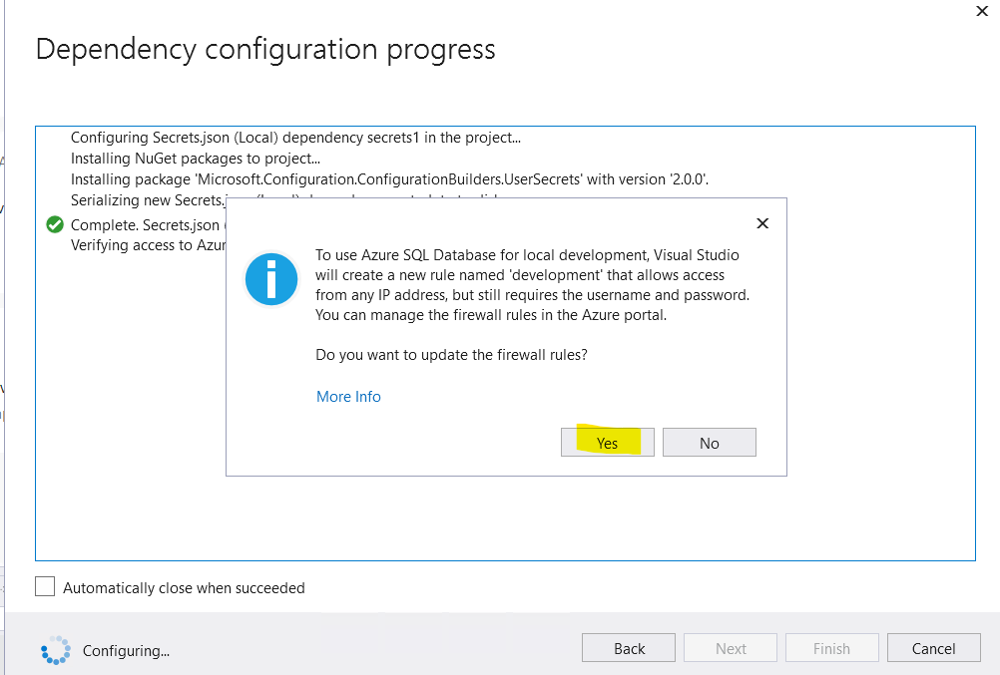 Dependency configuration progress
Configuring Secrets.json (Local) dependency secrets1 in the project...
Installing NuGet packages to project...
Installing package 'Microsoft.Configuration.ConfigurationBuilders.UserSecrets' with version '2.0.0'.
Serializing new Secrets.
Complete. Secrets.json
Verifying access to Azur
To use Azure SQL Database for local development, Visual Studio
will create a new rule named 'development' that allows access
from any IP address, but still requires the username and password.
You can manage the firewall rules in the Azure portal.
Do you want to update the firewall rules?
More Info
Yes
No
Automatically close when succeeded
Configuring...
Back
Next
Finish
Cancel